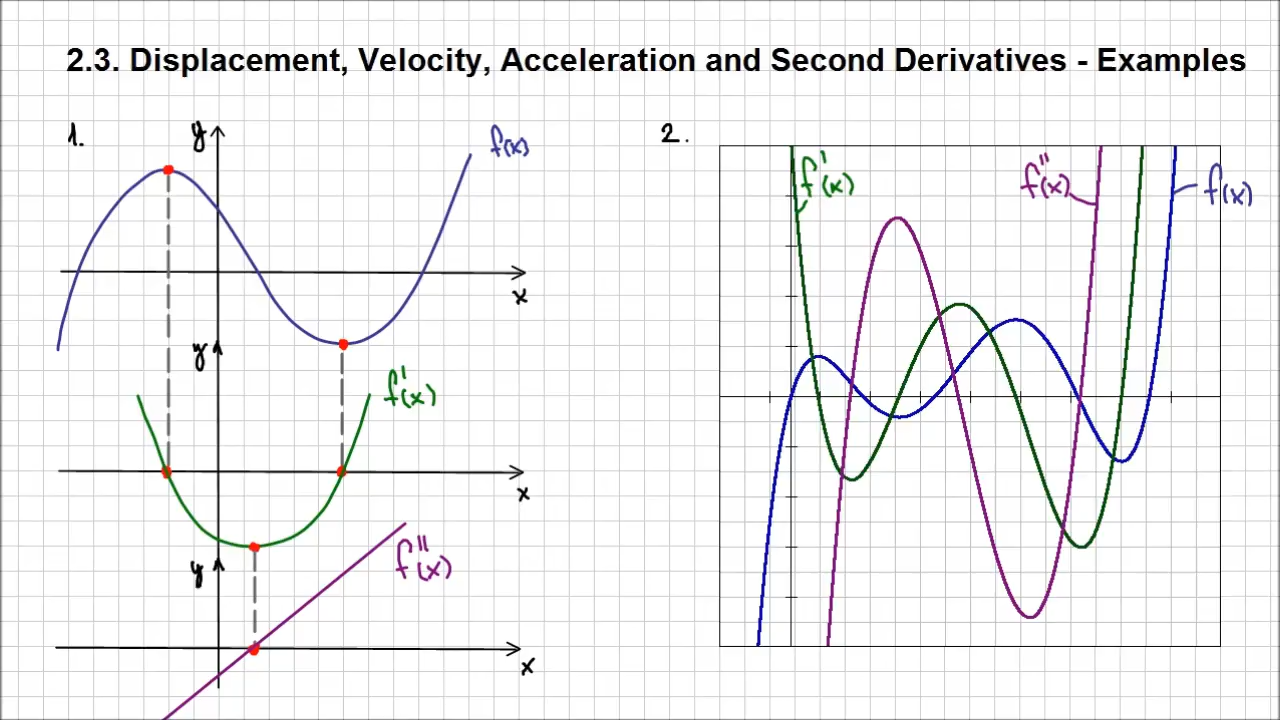 2.3. Displacement, Velocity, Acceleration and Second Derivatives - Examples
1.
y
f(x)
x
y
f'(x)
x
y
f''(x)
x
2.
f'(x)
f''(x)
f(x)